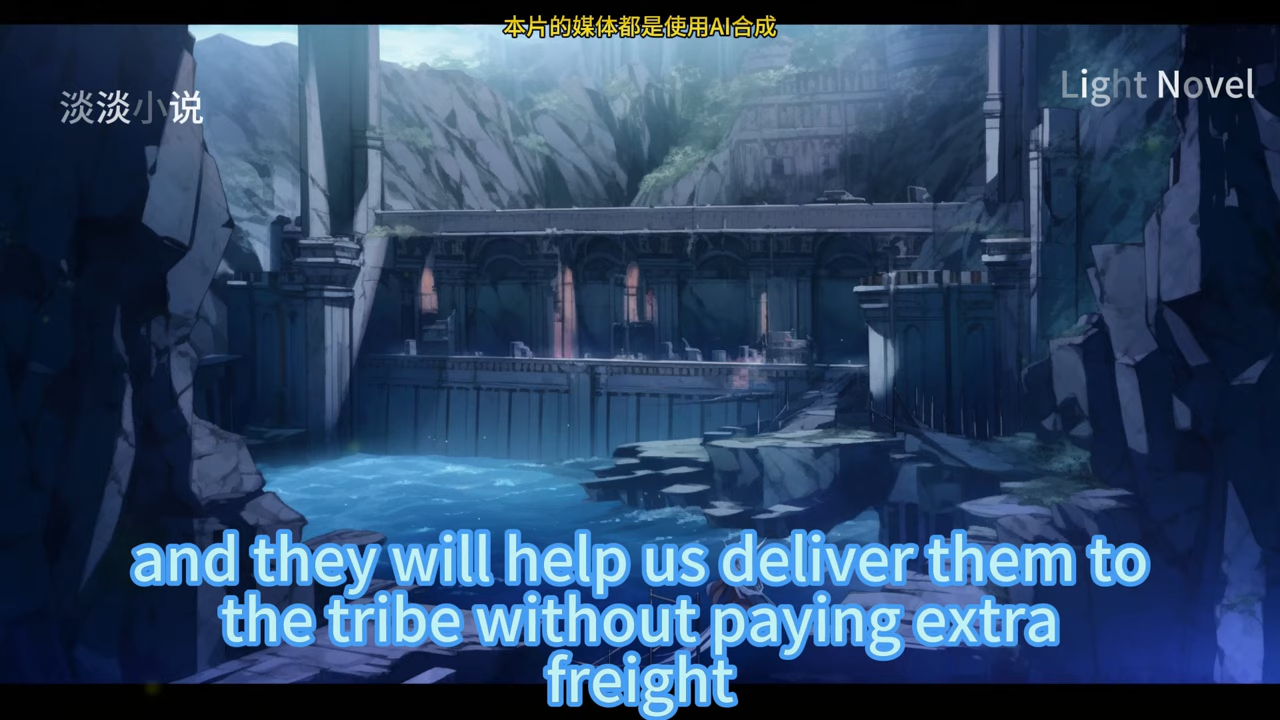 本片的媒体都是使用AI合成
淡淡小说
Light Novel
and they will help us deliver them to
the tribe without paying extra
freight